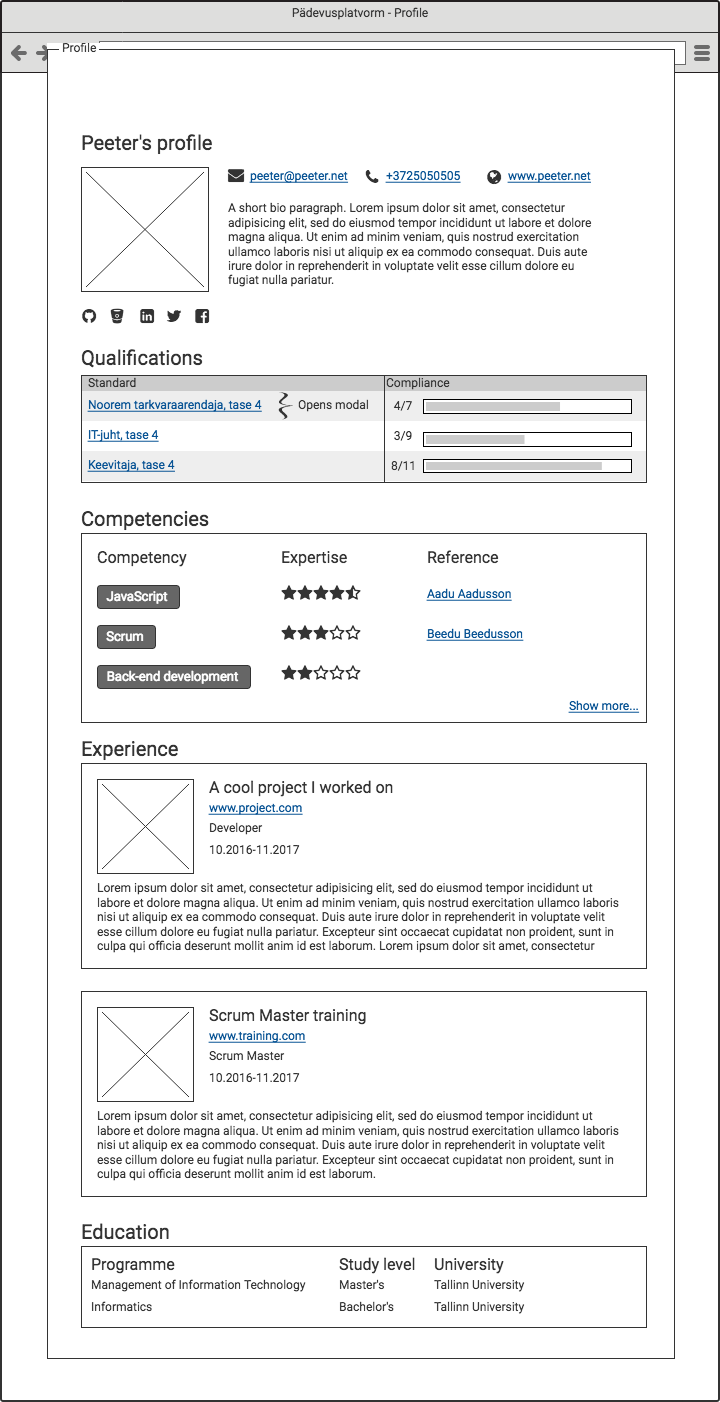 Pädevusplatvorm - Profile
Profile
Peeter's profile
peeter@peeter.net +3725050505 www.peeter.net
A short bio paragraph. Lorem ipsum dolor sit amet, consectetur
adipisicing elit, sed do eiusmod tempor incididunt ut labore et dolore
magna aliqua. Ut enim ad minim veniam, quis nostrud exercitation
ullamco laboris nisi ut aliquip ex ea commodo consequat. Duis aute
irure dolor in reprehenderit in voluptate velit esse cillum dolore eu
fugiat nulla pariatur.
Qualifications
Standard Compliance
Noorem tarkvaraarendaja, tase 4 Opens modal 4/7
IT-juht, tase 4 3/9
Keevitaja, tase 4 8/11
Competencies
Competency Expertise Reference
JavaScript Aadu Aadusson
Scrum Beedu Beedusson
Back-end development
Show more...
Experience
A cool project I worked on
www.project.com
Developer
10.2016-11.2017
Lorem ipsum dolor sit amet, consectetur adipisicing elit, sed do eiusmod tempor incididunt ut
labore et dolore magna aliqua. Ut enim ad minim veniam, quis nostrud exercitation ullamco laboris
nisi ut aliquip ex ea commodo consequat. Duis aute irure dolor in reprehenderit in voluptate velit
esse cillum dolore eu fugiat nulla pariatur. Excepteur sint occaecat cupidatat non proident, sunt in
culpa qui officia deserunt mollit anim id est laborum. Lorem ipsum dolor sit amet, consectetur
Scrum Master training
www.training.com
Scrum Master
10.2016-11.2017
Lorem ipsum dolor sit amet, consectetur adipisicing elit, sed do eiusmod tempor incididunt ut
labore et dolore magna aliqua. Ut enim ad minim veniam, quis nostrud exercitation ullamco laboris
nisi ut aliquip ex ea commodo consequat. Duis aute irure dolor in reprehenderit in voluptate velit
esse cillum dolore eu fugiat nulla pariatur. Excepteur sint occaecat cupidatat non proident, sunt in
culpa qui officia deserunt mollit anim id est laborum.
Education
Programme Study level University
Management of Information Technology Master's Tallinn University
Informatics Bachelor's Tallinn University